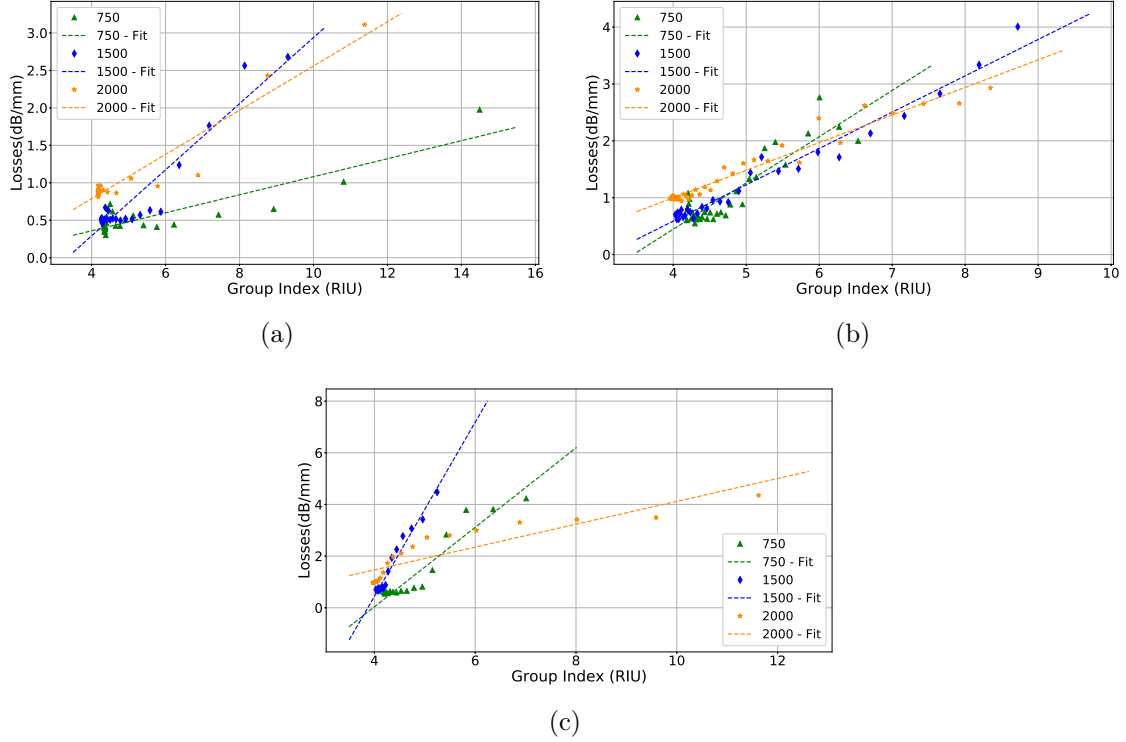 3.0
2.5
2.0
1.5
1.0
0.5
0.0
Losses(dB/mm)
750
750 - Fit
1500
1500 - Fit
2000
2000 - Fit
4 6 8 10 12 14 16
Group Index (RIU)
(a)
4
3
2
1
0
Losses(dB/mm)
750
750 - Fit
1500
1500 - Fit
2000
2000 - Fit
4 5 6 7 8 9 10
Group Index (RIU)
(b)
8
6
4
2
0
Losses(dB/mm)
750
750 - Fit
1500
1500 - Fit
2000
2000 - Fit
4 6 8 10 12
Group Index (RIU)
(c)